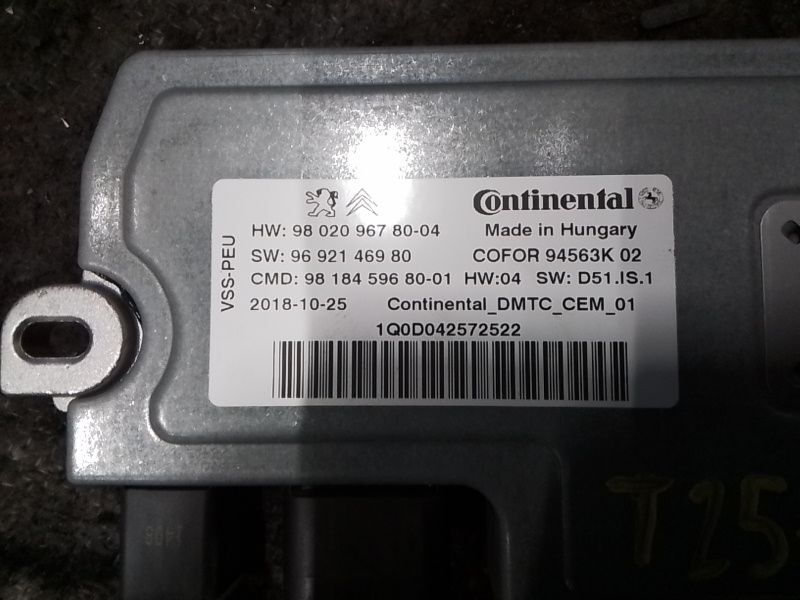 Continental
HW: 98 020 967 80-04 Made in Hungary
SW: 96 921 469 80 COFOR 94563K 02
CMD: 98 184 596 80-01 HW:04 SW: D51.IS.1
2018-10-25 Continental_DMTC_CEM_01
1Q0D042572522
VSS-PEU
T25